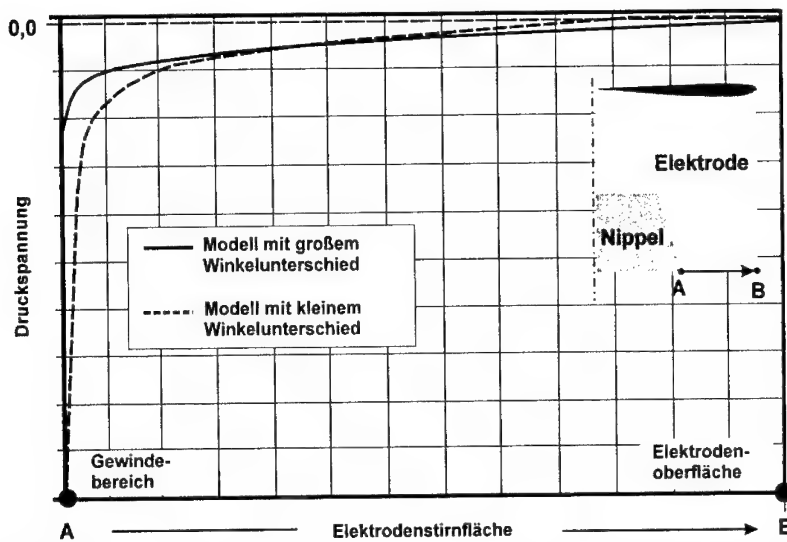 0,0
Druckspannung
Elektrode
Nippel
A
B
Modell mit großem
Winkelunterschied
Modell mit kleinem
Winkelunterschied
Gewinde-
bereich
Elektroden-
oberfläche
A
Elektrodenstirnfläche
B